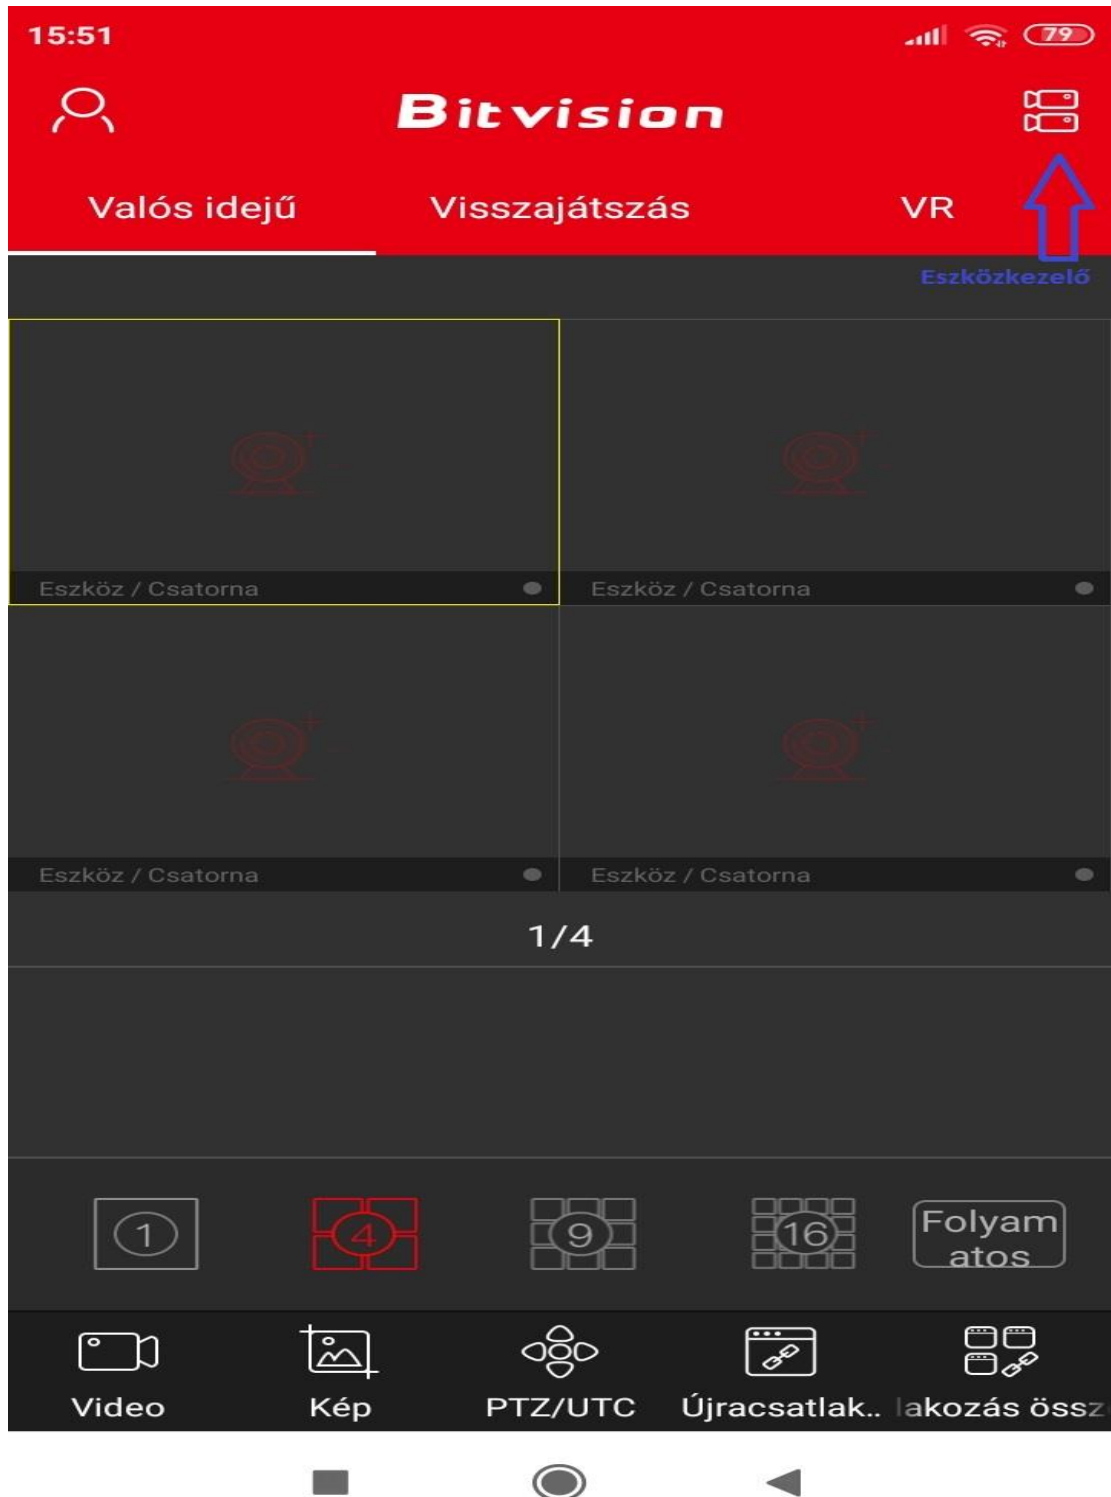 15:51
79
Bitvision
Valós idejű Visszajátszás VR
Eszközkezelő
Eszköz / Csatorna Eszköz / Csatorna
Eszköz / Csatorna Eszköz / Csatorna
1/4
1 4 9 16 Folyam
atos
Video Kép PTZ/UTC Újracsatlak.. lakozás össz